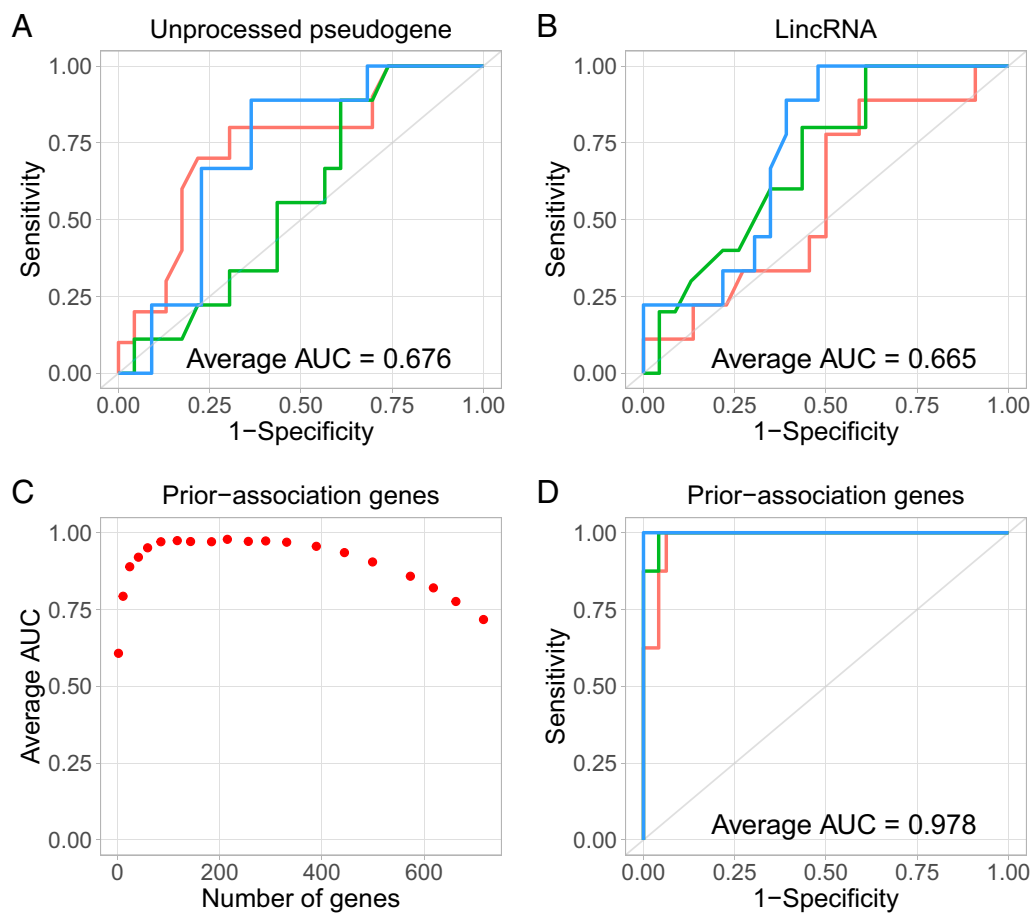 A
Unprocessed pseudogene
1.00
0.75
0.50
0.25
0.00
Sensitivity
Average AUC = 0.676
0.00 0.25 0.50 0.75 1.00
1−Specificity
B
LincRNA
1.00
0.75
0.50
0.25
0.00
Sensitivity
Average AUC = 0.665
0.00 0.25 0.50 0.75 1.00
1−Specificity
C
Prior−association genes
1.00
0.75
0.50
0.25
0.00
Average AUC
0 200 400 600
Number of genes
D
Prior−association genes
1.00
0.75
0.50
0.25
0.00
Sensitivity
Average AUC = 0.978
0.00 0.25 0.50 0.75 1.00
1−Specificity